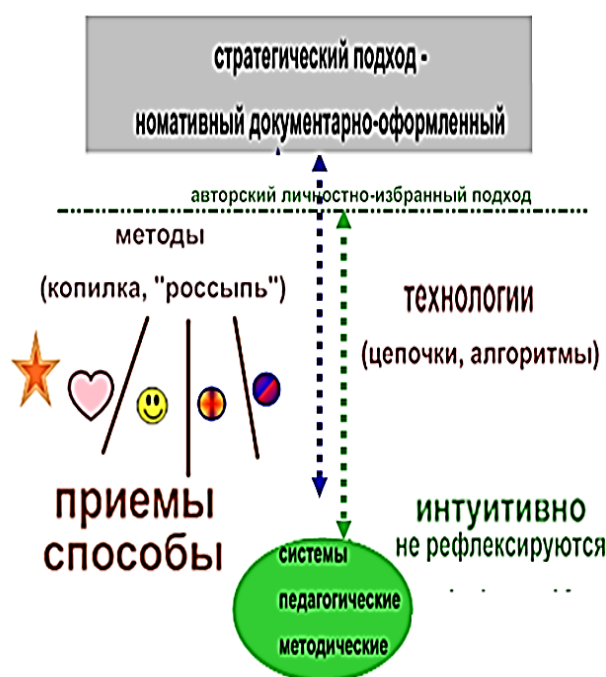 стратегический подход -
номативный документарно-оформленный
авторский личностно-избранный подход
методы
(копилка, "россыпь")
технологии
(цепочки, алгоритмы)
приемы
способы
интуитивно
не рефлексируются
системы
педагогические
методические